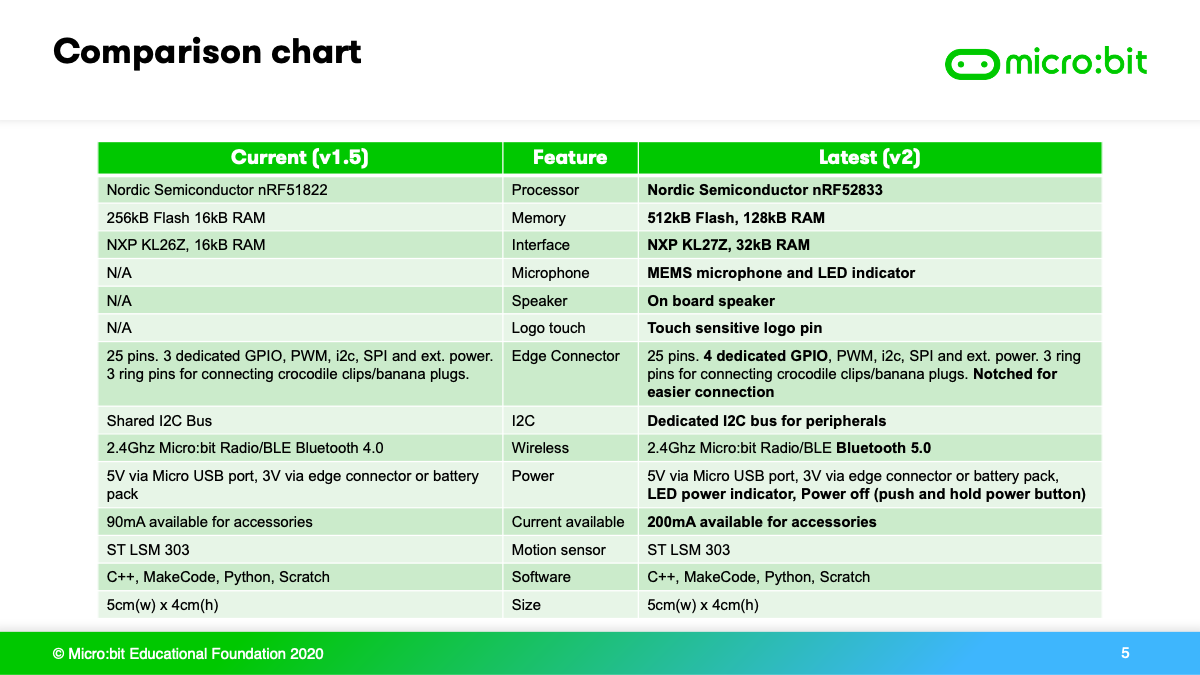 Comparison chart
micro:bit
Current (v1.5) Feature Latest (v2)
Nordic Semiconductor nRF51822 Processor Nordic Semiconductor nRF52833
256kB Flash 16kB RAM Memory 512kB Flash, 128kB RAM
NXP KL26Z, 16kB RAM Interface NXP KL27Z, 32kB RAM
N/A Microphone MEMS microphone and LED indicator
N/A Speaker On board speaker
N/A Logo touch Touch sensitive logo pin
25 pins. 3 dedicated GPIO, PWM, i2c, SPI and ext. power. Edge Connector 25 pins. 4 dedicated GPIO, PWM, i2c, SPI and ext. power. 3 ring
3 ring pins for connecting crocodile clips/banana plugs. pins for connecting crocodile clips/banana plugs. Notched for
easier connection
Shared I2C Bus I2C Dedicated I2C bus for peripherals
2.4Ghz Micro:bit Radio/BLE Bluetooth 4.0 Wireless 2.4Ghz Micro:bit Radio/BLE Bluetooth 5.0
5V via Micro USB port, 3V via edge connector or battery Power 5V via Micro USB port, 3V via edge connector or battery pack,
pack LED power indicator, Power off (push and hold power button)
90mA available for accessories Current available 200mA available for accessories
ST LSM 303 Motion sensor ST LSM 303
C++, MakeCode, Python, Scratch Software C++, MakeCode, Python, Scratch
5cm(w) x 4cm(h) Size 5cm(w) x 4cm(h)
© Micro:bit Educational Foundation 2020 5